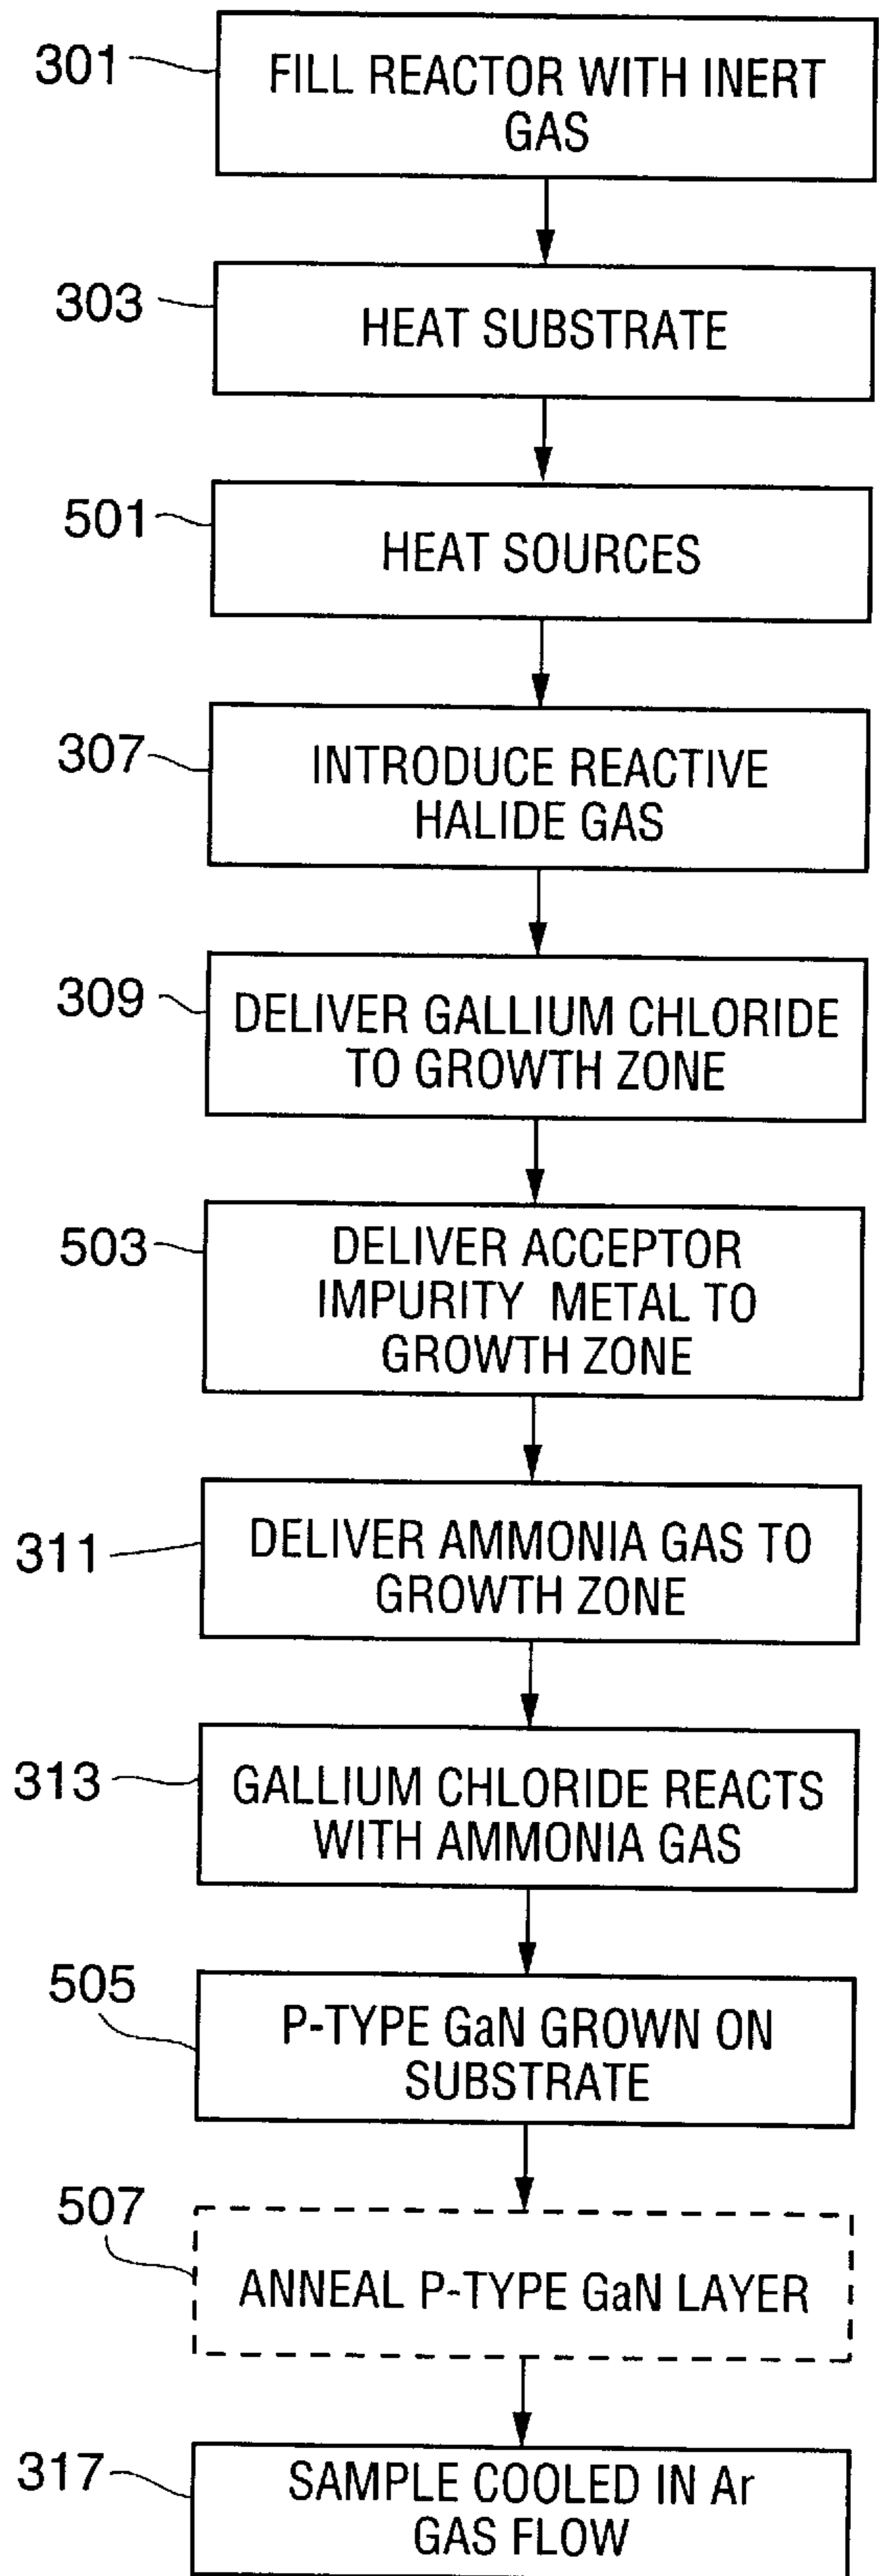 301
FILL REACTOR WITH INERT
GAS
303
HEAT SUBSTRATE
501
HEAT SOURCES
307
INTRODUCE REACTIVE
HALIDE GAS
309
DELIVER GALLIUM CHLORIDE
TO GROWTH ZONE
503
DELIVER ACCEPTOR
IMPURITY METAL TO
GROWTH ZONE
311
DELIVER AMMONIA GAS TO
GROWTH ZONE
313
GALLIUM CHLORIDE REACTS
WITH AMMONIA GAS
505
P-TYPE GaN GROWN ON
SUBSTRATE
507
ANNEAL P-TYPE GaN LAYER
317
SAMPLE COOLED IN Ar
GAS FLOW